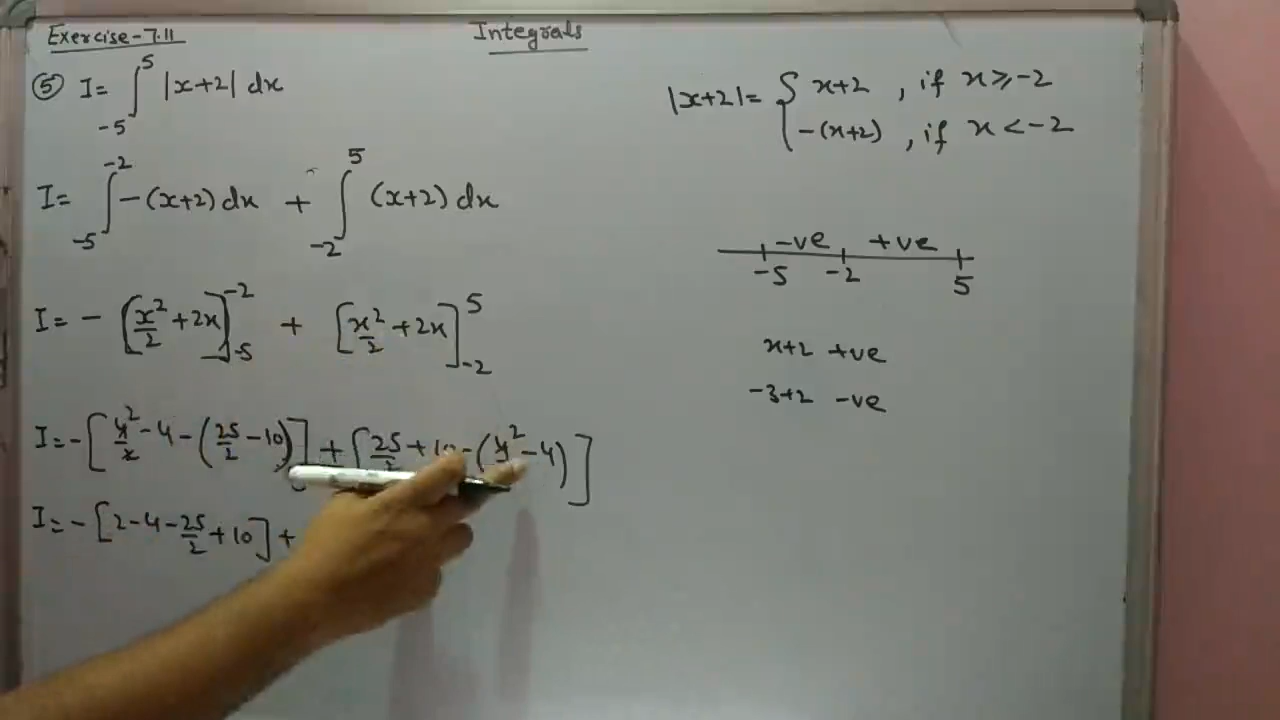 Exercise-7.11
Integrals
⑤ I= ∫_{-5}^{5} |x+2| dx
I= ∫_{-5}^{-2} -(x+2) dx + ∫_{-2}^{5} (x+2) dx
I= - [x²/2 +2x]_{-5}^{-2} + [x²/2 +2x]_{-2}^{5}
I= -[4/2 -4 -(25/2 -10)] + [25/2 +10 -(4/2 -4)]
I= -[2-4-25/2+10] +
|x+2|= { x+2 , if x≥-2
-(x+2) , if x<-2
-ve +ve
-5 -2 5
x+2 +ve
-3+2 -ve